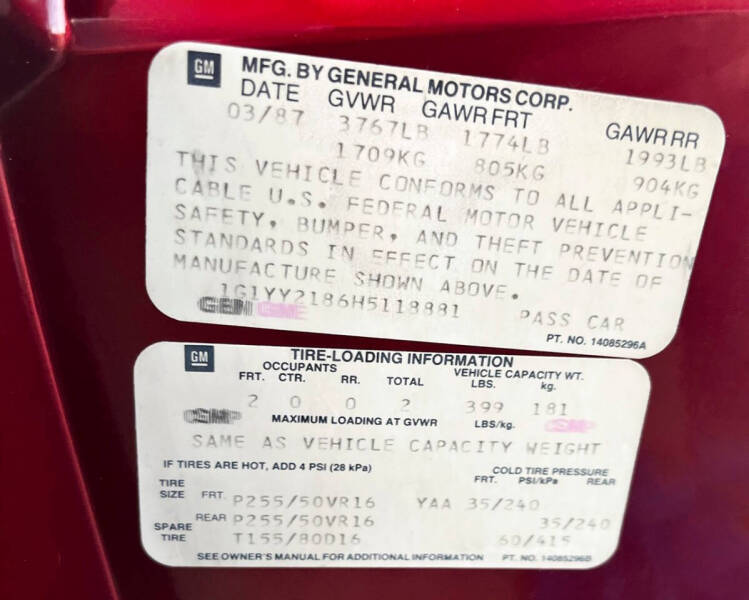 GM MFG. BY GENERAL MOTORS CORP.
DATE GVWR GAWR FRT GAWR RR
03/87 3767LB 1774LB 1993LB
1709KG 805KG 904KG
THIS VEHICLE CONFORMS TO ALL APPLI-
CABLE U.S. FEDERAL MOTOR VEHICLE
SAFETY, BUMPER, AND THEFT PREVENTION
STANDARDS IN EFFECT ON THE DATE OF
MANUFACTURE SHOWN ABOVE.
1G1YY2186H5118881 PASS CAR
PT. NO. 14085296A
GM TIRE-LOADING INFORMATION
OCCUPANTS VEHICLE CAPACITY WT.
FRT. CTR. RR. TOTAL LBS. kg.
2 0 0 2 399 181
MAXIMUM LOADING AT GVWR LBS/kg.
SAME AS VEHICLE CAPACITY WEIGHT
IF TIRES ARE HOT, ADD 4 PSI (28 kPa) COLD TIRE PRESSURE
FRT. PSI/kPa REAR
TIRE SIZE FRT. P255/50VR16 YAA 35/240
REAR P255/50VR16 35/240
SPARE TIRE T155/80D16 60/415
SEE OWNER'S MANUAL FOR ADDITIONAL INFORMATION PT. NO. 14085296B